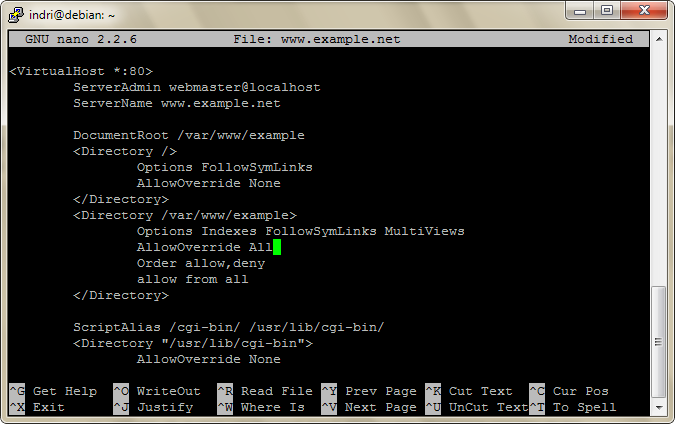 indri@debian: ~
GNU nano 2.2.6 File: www.example.net Modified
<VirtualHost *:80>
ServerAdmin webmaster@localhost
ServerName www.example.net
DocumentRoot /var/www/example
<Directory />
Options FollowSymLinks
AllowOverride None
</Directory>
<Directory /var/www/example>
Options Indexes FollowSymLinks MultiViews
AllowOverride All
Order allow,deny
allow from all
</Directory>
ScriptAlias /cgi-bin/ /usr/lib/cgi-bin/
<Directory "/usr/lib/cgi-bin">
AllowOverride None
^G Get Help ^O WriteOut ^R Read File ^Y Prev Page ^K Cut Text ^C Cur Pos
^X Exit ^J Justify ^W Where Is ^V Next Page ^U UnCut Text ^T To Spell